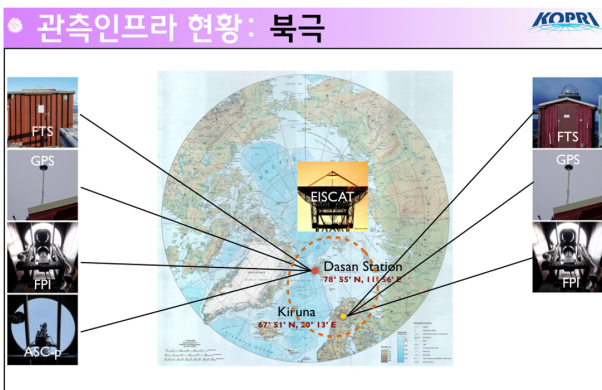 관측인프라 현황: 북극
KOPRI
FTS
GPS
FPI
ASC-p
EISCAT
Dasan Station
78° 55' N, 11° 56' E
Kiruna
67° 51' N, 20° 13' E
FTS
GPS
FPI